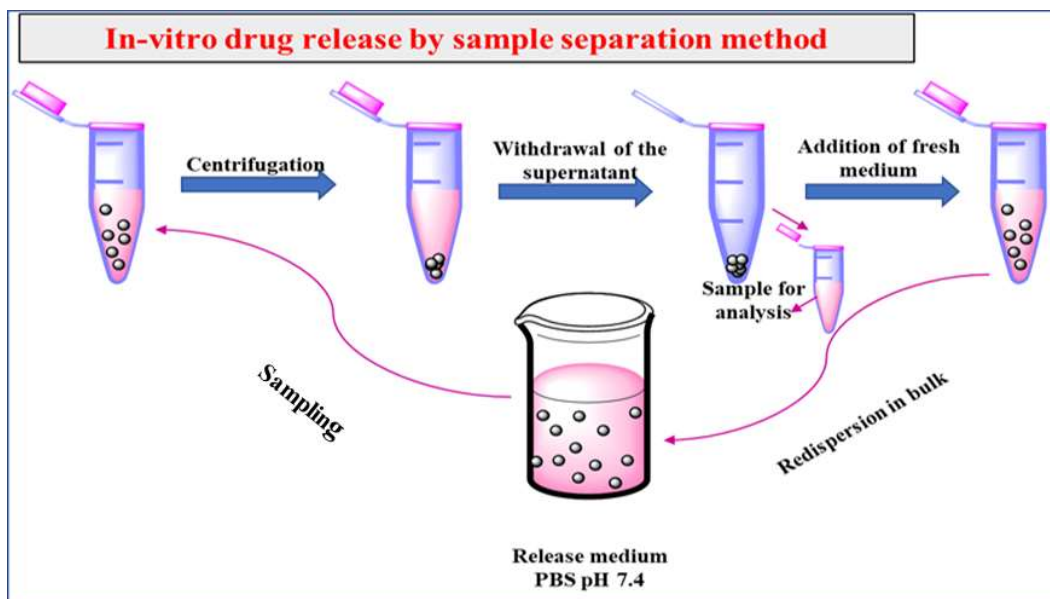 In-vitro drug release by sample separation method
Centrifugation
Withdrawal of the
supernatant
Addition of fresh
medium
Sample for
analysis
Sampling
Redispersion in bulk
Release medium
PBS pH 7.4